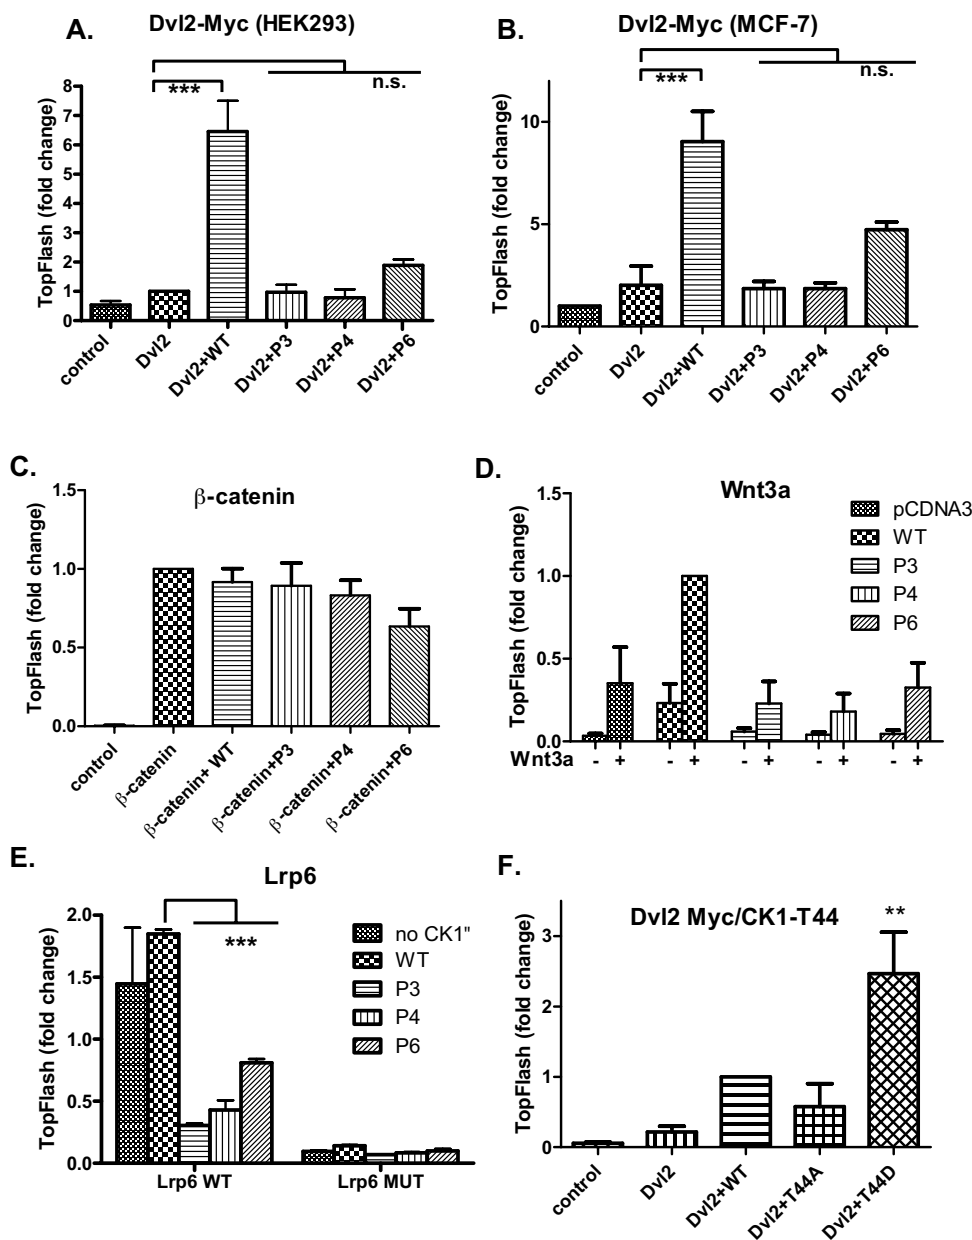 A.
Dvl2-Myc (HEK293)
n.s.
***
TopFlash (fold change)
8
7
6
5
4
3
2
1
0
control
Dvl2
Dvl2+WT
Dvl2+P3
Dvl2+P4
Dvl2+P6
B.
Dvl2-Myc (MCF-7)
n.s.
***
TopFlash (fold change)
10
5
0
control
Dvl2
Dvl2+WT
Dvl2+P3
Dvl2+P4
Dvl2+P6
C.
β-catenin
TopFlash (fold change)
1.5
1.0
0.5
0.0
control
β-catenin
β-catenin+ WT
β-catenin+P3
β-catenin+P4
β-catenin+P6
D.
Wnt3a
TopFlash (fold change)
1.5
1.0
0.5
0.0
pCDNA3
WT
P3
P4
P6
Wnt3a - + - + - + - + - +
E.
Lrp6
TopFlash (fold change)
2.0
1.5
1.0
0.5
0.0
***
no CK1"
WT
P3
P4
P6
Lrp6 WT
Lrp6 MUT
F.
Dvl2 Myc/CK1-T44
**
TopFlash (fold change)
3
2
1
0
control
Dvl2
Dvl2+WT
Dvl2+T44A
Dvl2+T44D